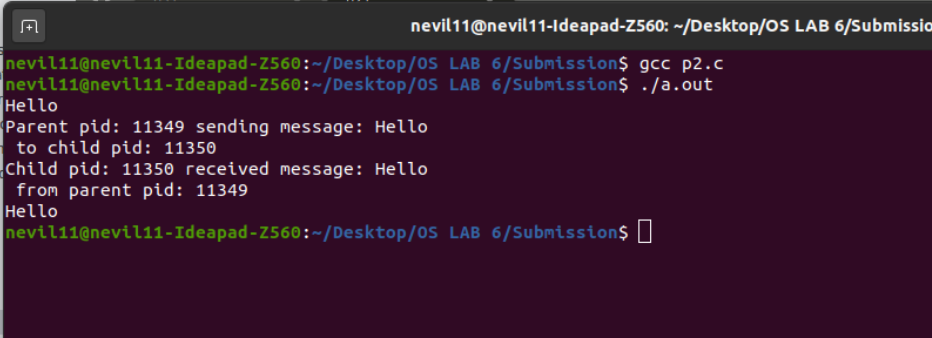 nevil11@nevil11-Ideapad-Z560: ~/Desktop/OS LAB 6/Submissio
nevil11@nevil11-Ideapad-Z560:~/Desktop/OS LAB 6/Submission$ gcc p2.c
nevil11@nevil11-Ideapad-Z560:~/Desktop/OS LAB 6/Submission$ ./a.out
Hello
Parent pid: 11349 sending message: Hello
 to child pid: 11350
Child pid: 11350 received message: Hello
 from parent pid: 11349
Hello
nevil11@nevil11-Ideapad-Z560:~/Desktop/OS LAB 6/Submission$